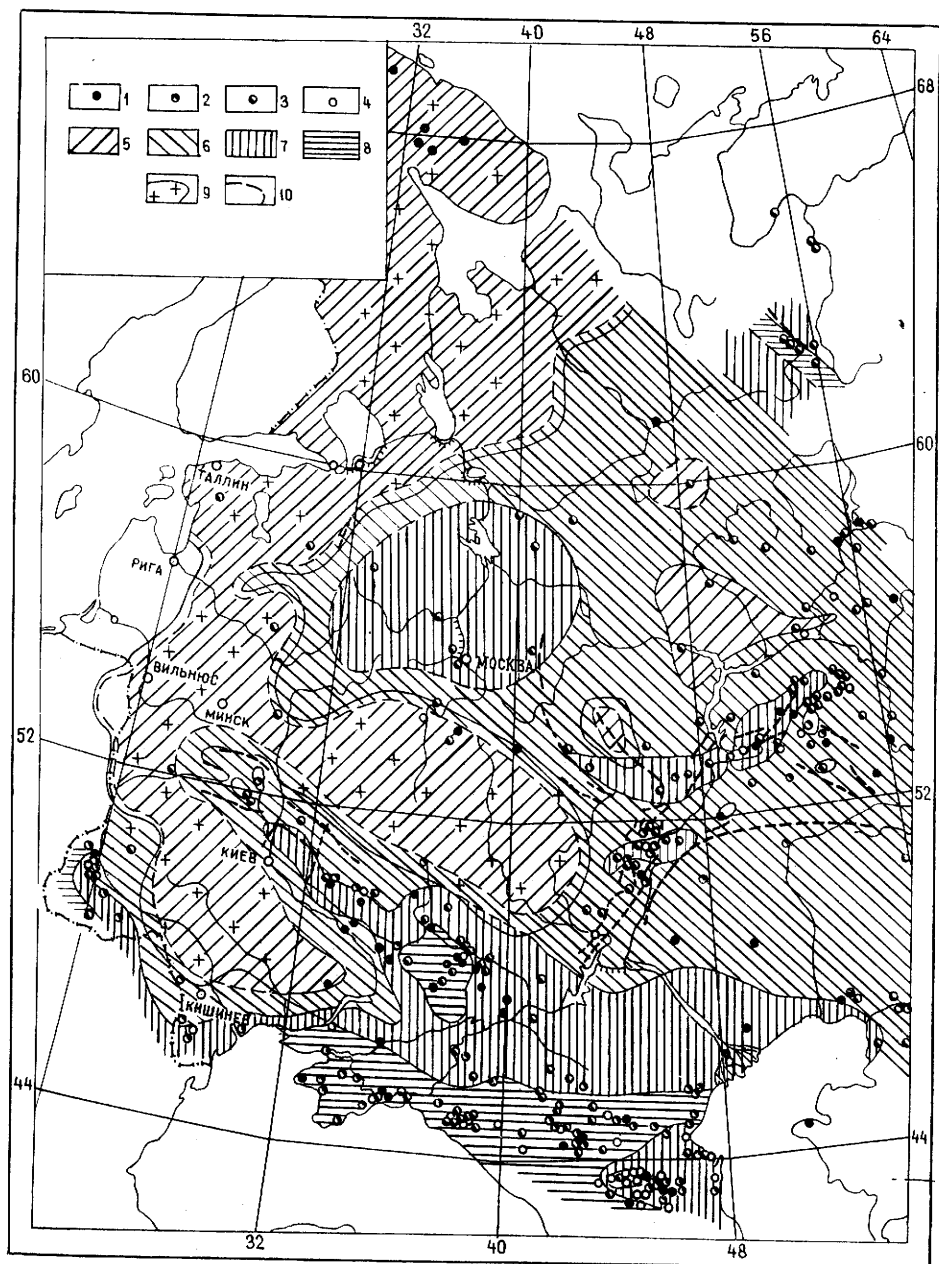 32 40 48 56 64
1 2 3 4
5 6 7 8
9 10
68
60
60
ТАЛЛИН
РИГА
МОСКВА
ВИЛЬНЮС
МИНСК
52
52
КИЕВ
КИШИНЕВ
44
44
32 40 48